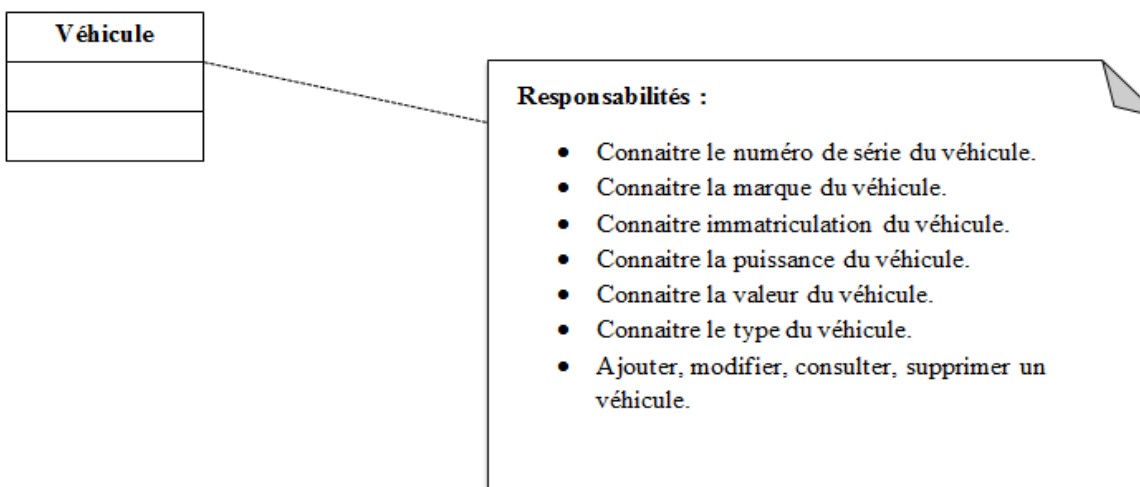 Véhicule
Responsabilités :
• Connaitre le numéro de série du véhicule.
• Connaitre la marque du véhicule.
• Connaitre immatriculation du véhicule.
• Connaitre la puissance du véhicule.
• Connaitre la valeur du véhicule.
• Connaitre le type du véhicule.
• Ajouter, modifier, consulter, supprimer un
véhicule.